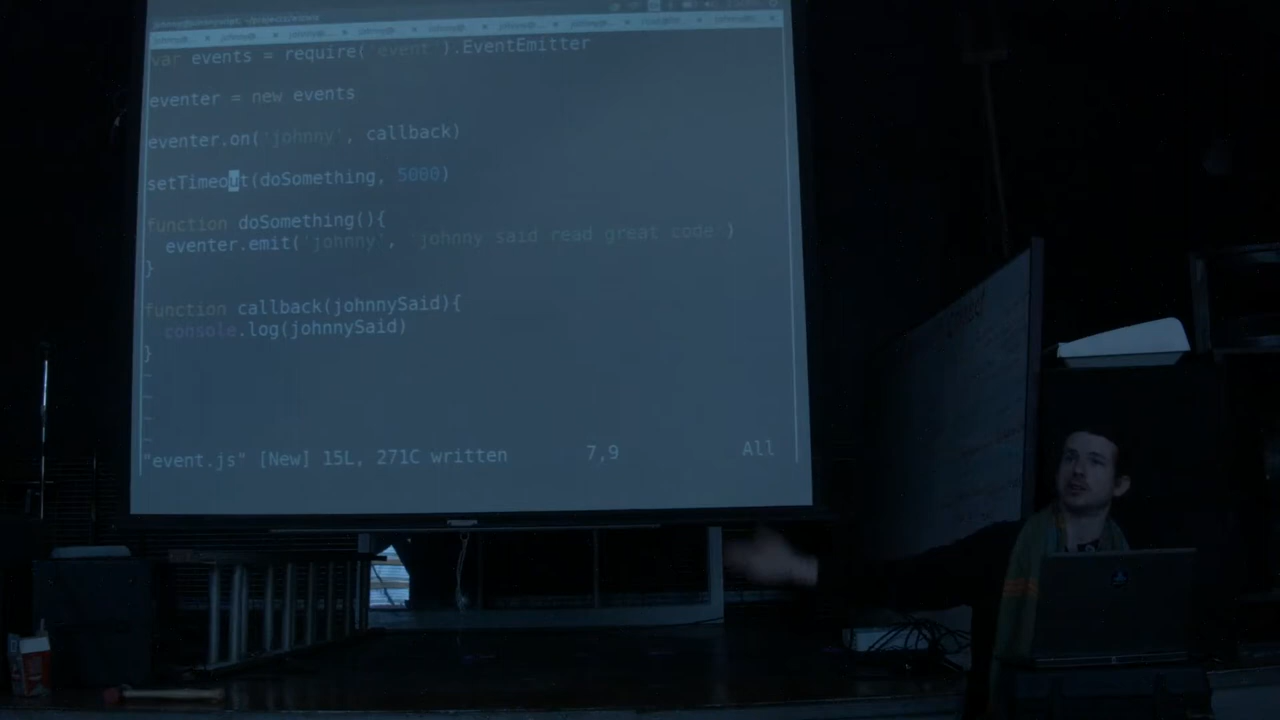 var events = require('event').EventEmitter
eventer = new events
eventer.on('johnny', callback)
setTimeout(doSomething, 5000)
function doSomething(){
eventer.emit('johnny', 'johnny said read great code')
}
function callback(johnnySaid){
console.log(johnnySaid)
}
~
~
~
~
"event.js" [New] 15L, 271C written 7,9 All